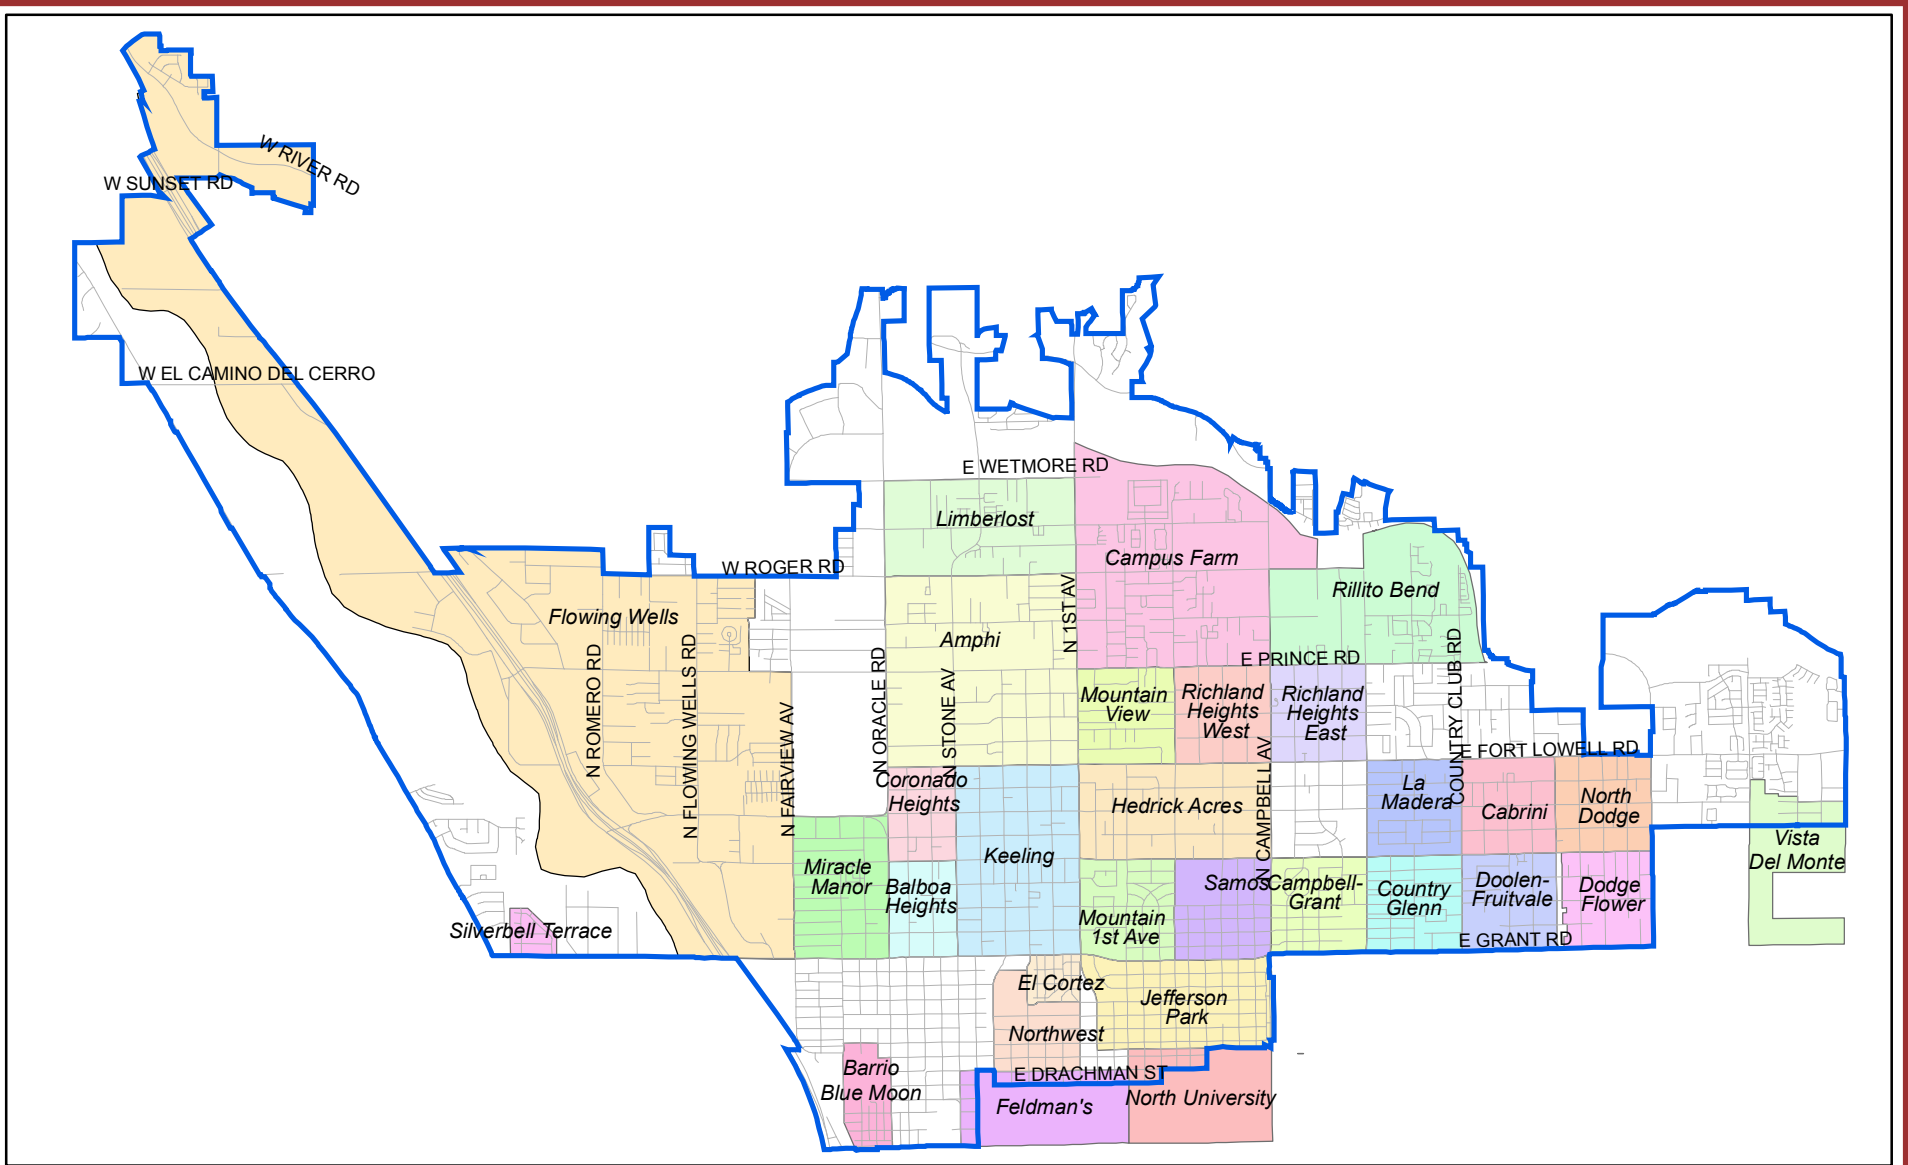 W RIVER RD
W SUNSET RD
W EL CAMINO DEL CERRO
E WETMORE RD
Limberlost
Campus Farm
W ROGER RD
Rillito Bend
Flowing Wells
N 1ST AV
Amphi
E PRINCE RD
COUNTRY CLUB RD
N ROMERO RD
N FLOWING WELLS RD
N FAIRVIEW AV
N ORACLE RD
N STONE AV
Mountain
View
Richland
Heights
West
Richland
Heights
East
N CAMPBELL AV
E FORT LOWELL RD
Coronado
Heights
Hedrick Acres
La
Madera
Cabrini
North
Dodge
Vista
Del Monte
Keeling
Miracle
Manor
Balboa
Heights
Samos
Campbell-
Grant
Country
Glenn
Doolen-
Fruitvale
Dodge
Flower
Mountain
1st Ave
Silverbell Terrace
E GRANT RD
El Cortez
Jefferson
Park
Northwest
Barrio
Blue Moon
E DRACHMAN ST
Feldman's
North University